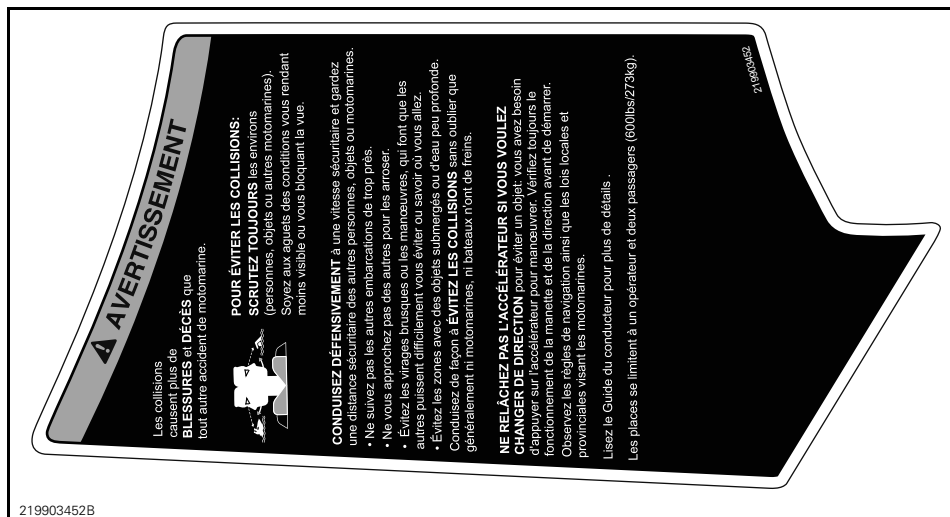 AVERTISSEMENT
Les collisions
causent plus de
BLESSURES et DÉCÈS que
tout autre accident de motomarine.
POUR ÉVITER LES COLLISIONS:
SCRUTEZ TOUJOURS les environs
(personnes, objets ou autres motomarines).
Soyez aux aguets des conditions vous rendant
moins visible ou vous bloquant la vue.
CONDUISEZ DÉFENSIVEMENT à une vitesse sécuritaire et gardez
une distance sécuritaire des autres personnes, objets ou motomarines.
• Ne suivez pas les autres embarcations de trop près.
• Ne vous approchez pas des autres pour les arroser.
• Évitez les virages brusques ou les manœuvres, qui font que les
autres puissent difficilement vous éviter ou savoir où vous allez.
• Évitez les zones avec des objets submergés ou d'eau peu profonde.
Conduisez de façon à ÉVITEZ LES COLLISIONS sans oublier que
généralement ni motomarines, ni bateaux n'ont de freins.
NE RELÂCHEZ PAS L'ACCÉLÉRATEUR SI VOUS VOULEZ
CHANGER DE DIRECTION pour éviter un objet: vous avez besoin
d'appuyer sur l'accélérateur pour manœuvrer. Vérifiez toujours le
fonctionnement de la manette et de la direction avant de démarrer.
Observez les règles de navigation ainsi que les lois locales et
provinciales visant les motomarines.
Lisez le Guide du conducteur pour plus de détails .
Les places se limitent à un opérateur et deux passagers (600lbs/273kg).
219903452
219903452B